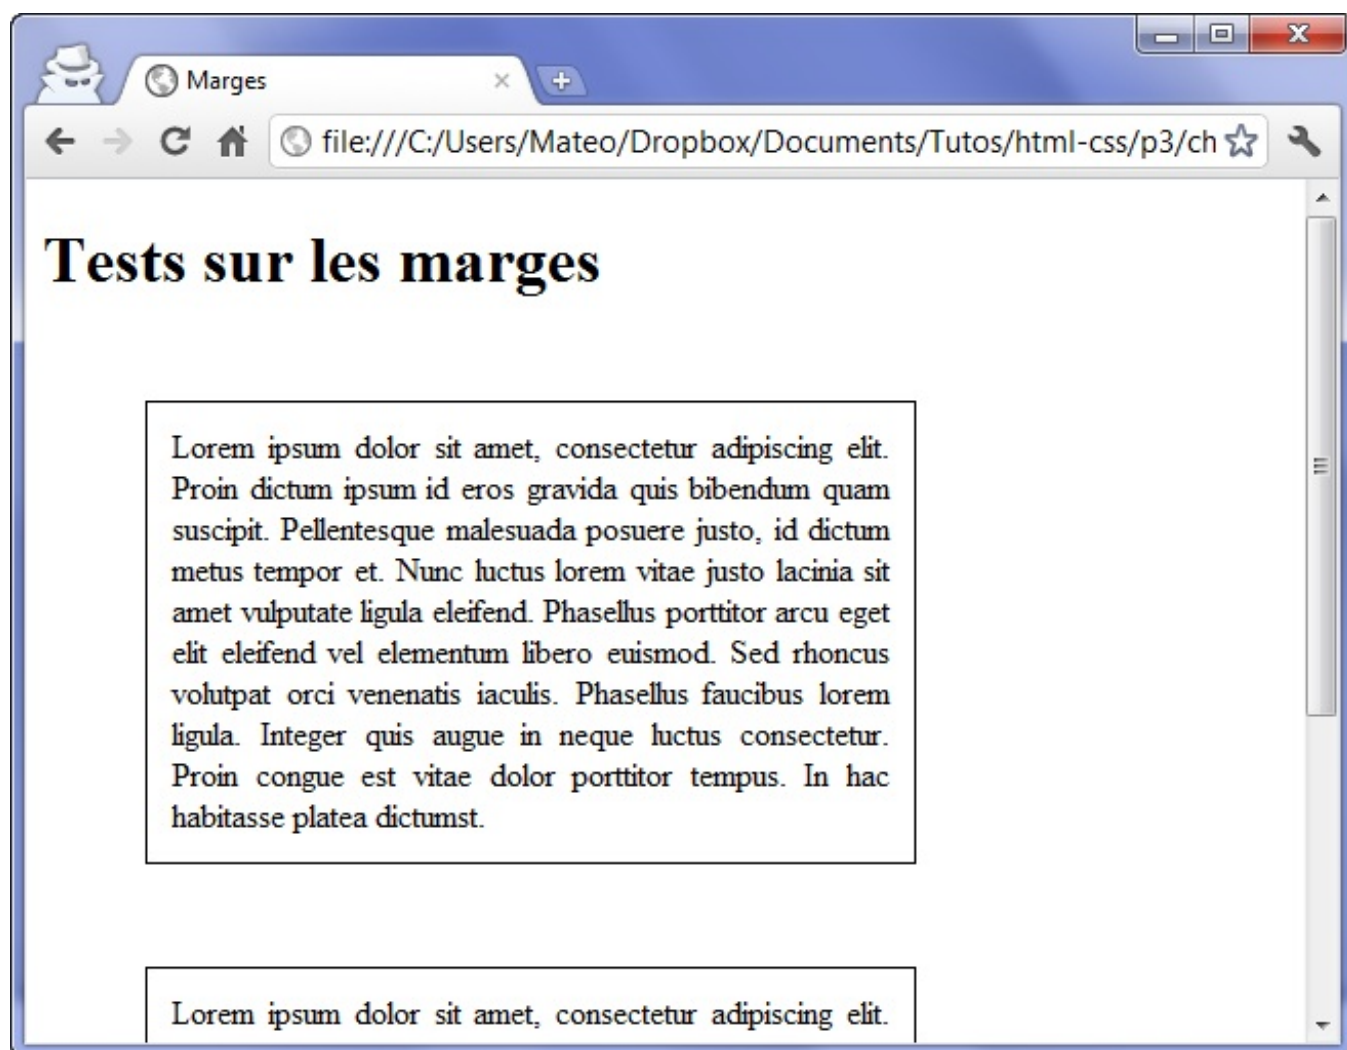 Marges
file:///C:/Users/Mateo/Dropbox/Documents/Tutos/html-css/p3/ch
Tests sur les marges
Lorem ipsum dolor sit amet, consectetur adipiscing elit.
Proin dictum ipsum id eros gravida quis bibendum quam
suscipit. Pellentesque malesuada posuere justo, id dictum
metus tempor et. Nunc luctus lorem vitae justo lacinia sit
amet vulputate ligula eleifend. Phasellus porttitor arcu eget
elit eleifend vel elementum libero euismod. Sed rhoncus
volutpat orci venenatis iaculis. Phasellus faucibus lorem
ligula. Integer quis augue in neque luctus consectetur.
Proin congue est vitae dolor porttitor tempus. In hac
habitasse platea dictumst.
Lorem ipsum dolor sit amet, consectetur adipiscing elit.